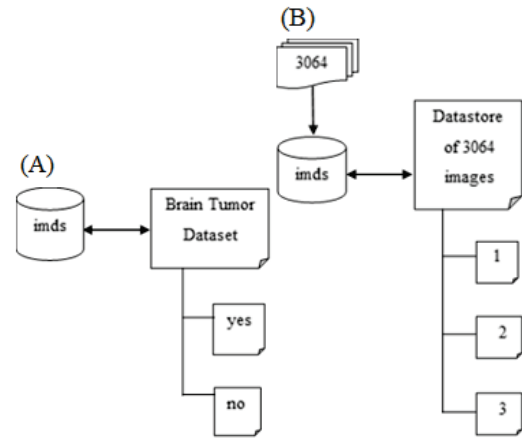 (A)
imds
Brain Tumor
Dataset
yes
no
(B)
3064
imds
Datastore
of 3064
images
1
2
3